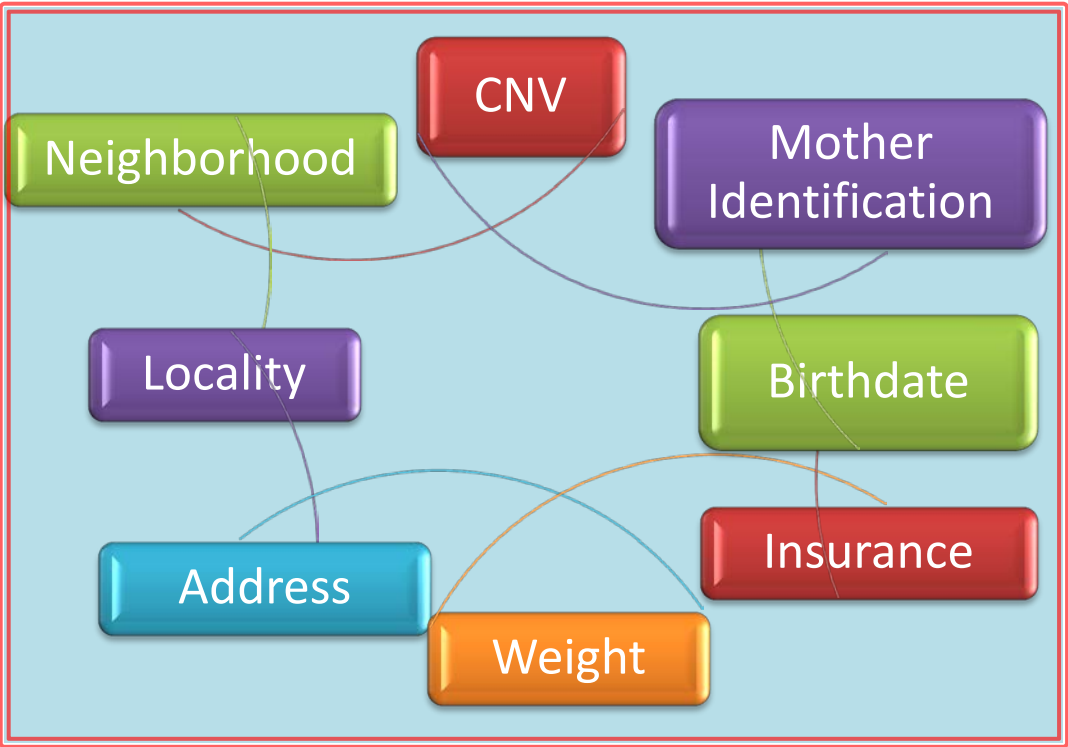 CNV
Neighborhood
Mother
Identification
Locality
Birthdate
Address
Insurance
Weight